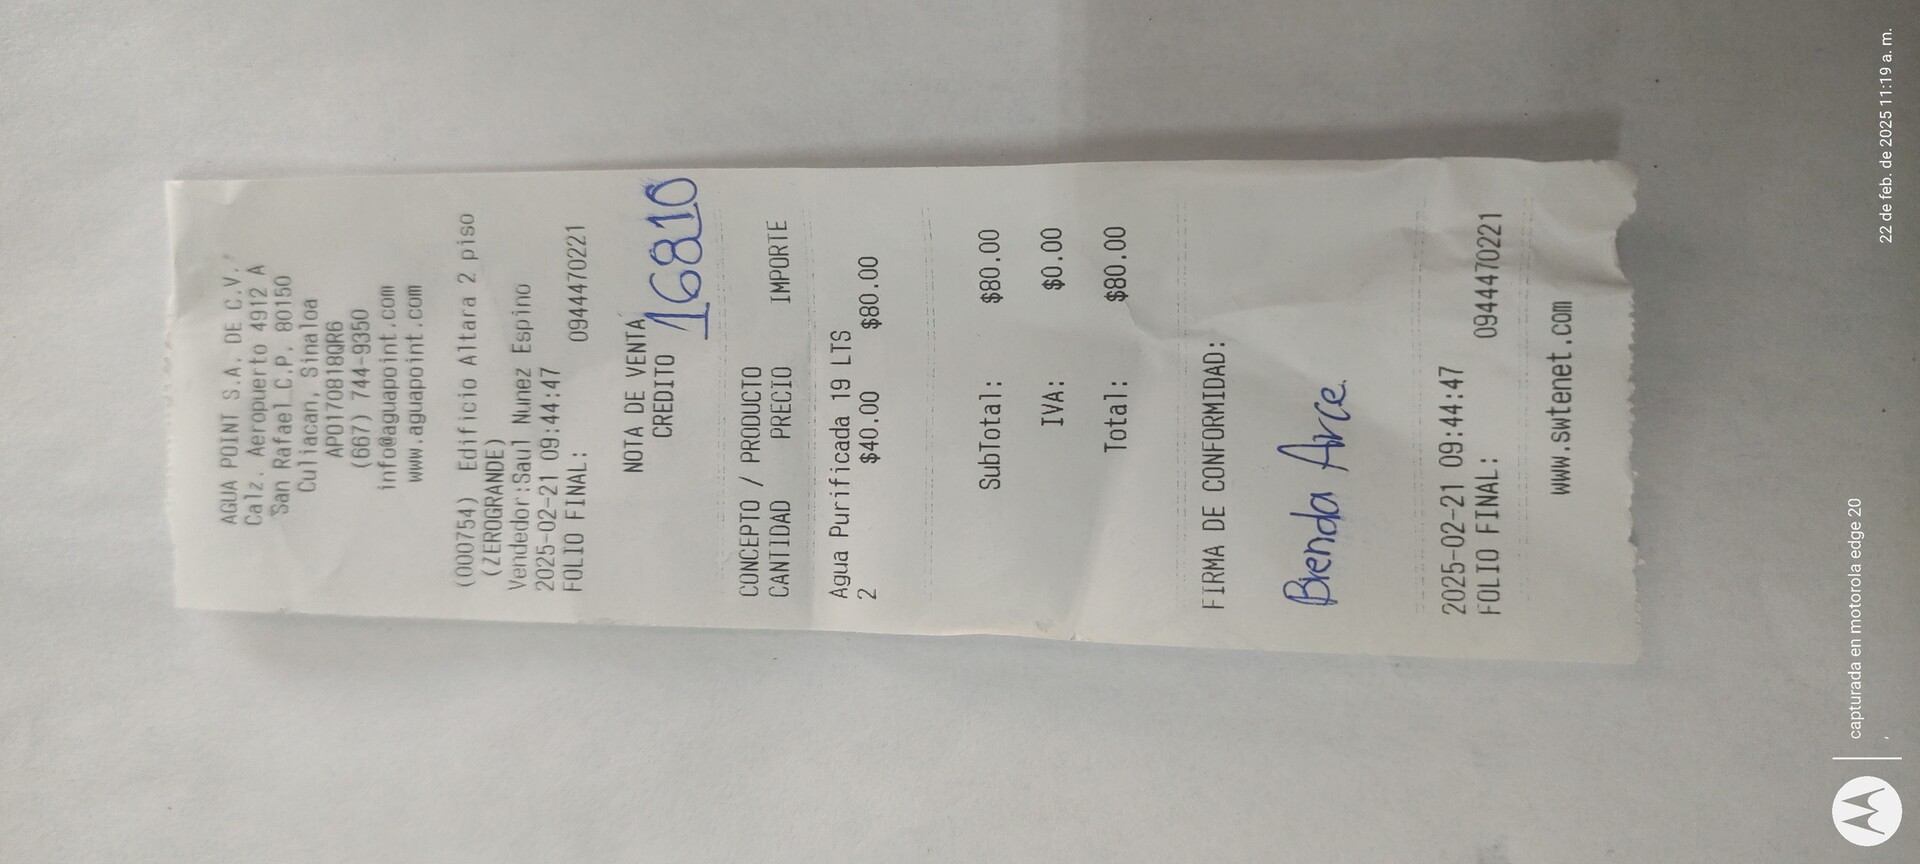 AGUA POINT S.A. DE C.V.
Calz. Aeropuerto 4912 A
San Rafael C.P. 80150
Culiacan, Sinaloa
APO170818QR6
(667) 744-9350
info@aguapoint.com
www.aguapoint.com
(000754) Edificio Altara 2 piso
(ZEROGRANDE)
Vendedor:Saul Nunez Espino
2025-02-21 09:44:47
FOLIO FINAL: 0944470221
NOTA DE VENTA
CREDITO
16810
CONCEPTO / PRODUCTO
CANTIDAD PRECIO IMPORTE
Agua Purificada 19 LTS
2 $40.00 $80.00
SubTotal: $80.00
IVA: $0.00
Total: $80.00
FIRMA DE CONFORMIDAD:
Brenda Arce
2025-02-21 09:44:47
FOLIO FINAL: 0944470221
www.swtenet.com
capturada en motorola edge 20
,
22 de feb. de 2025 11:19 a. m.